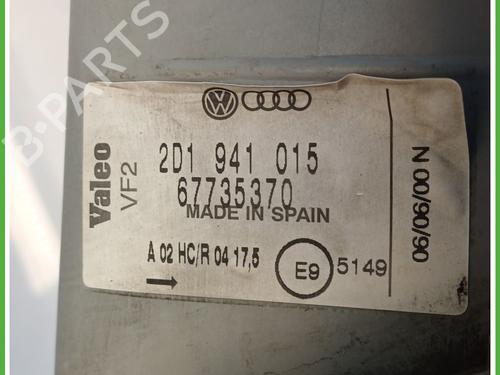 B-PARTS
Valeo
VF2
2D1 941 015
67735370
MADE IN SPAIN
A 02 HC/R 04 17,5
E9
5149
06/06/00 N